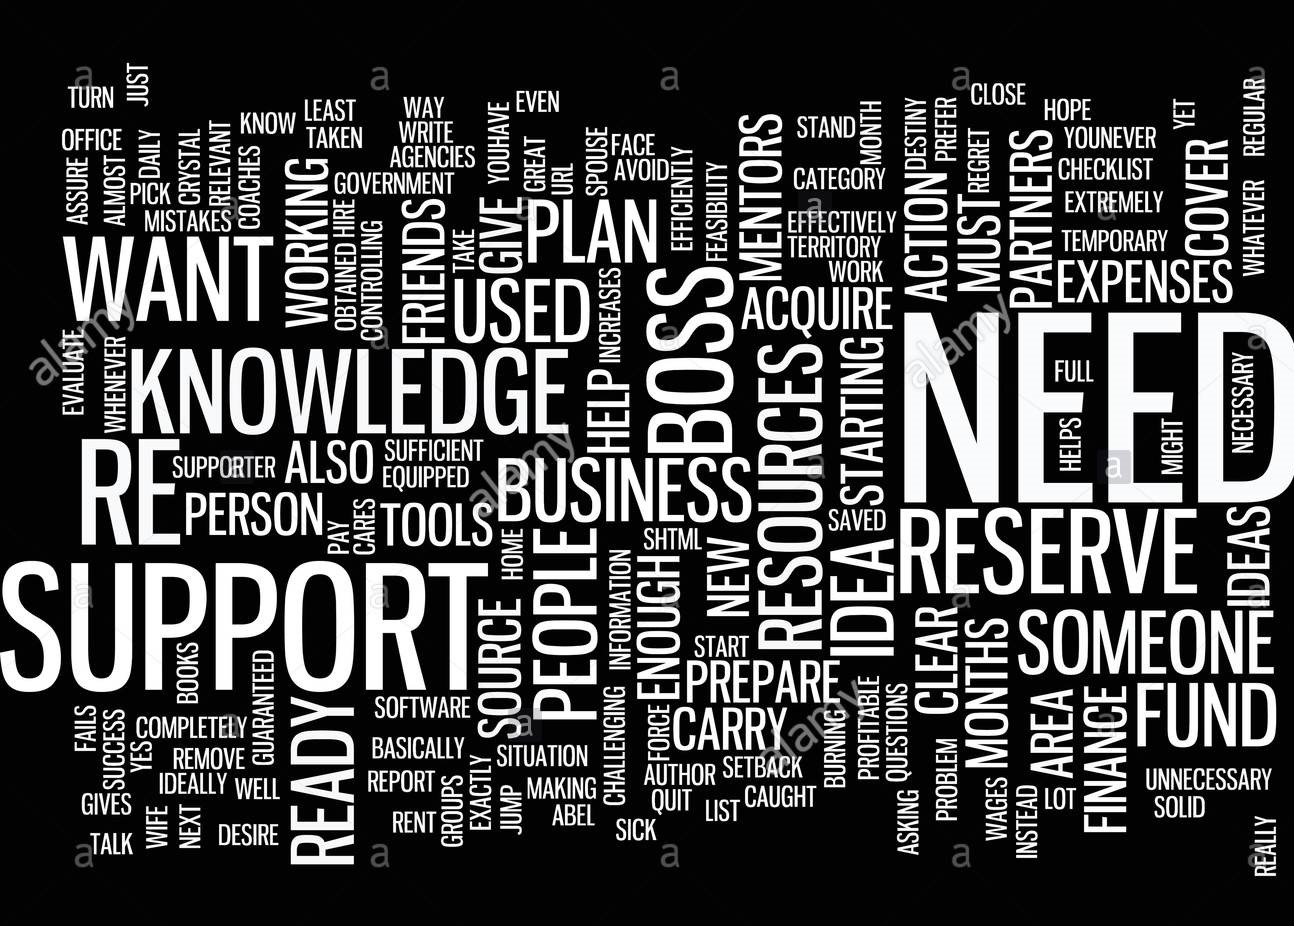 TURN
JUST
OFFICE
ASSURE
ALMOST
DAILY
PICK
CRYSTAL
RELEVANT
MISTAKES
COACHES
KNOW
LEAST
TAKEN
WAY
WRITE
AGENCIES
GOVERNMENT
WORKING
OBTAINED
HIRE
CONTROLLING
FRIENDS
TAKE
YOUHAVE
GIVE
EVEN
GREAT
URL
SPOUSE
FACE
AVOID
EFFICIENTLY
FEASIBILITY
PLAN
USED
INCREASES
BOSS
MENTORS
STAND
MONTH
CATEGORY
EFFECTIVELY
TERRITORY
WORK
ACQUIRE
DESTINY
ACTION
PREFER
CLOSE
REGRET
MUST
HOPE
YOUNEVER
CHECKLIST
EXTREMELY
TEMPORARY
PARTNERS
EXPENSES
YET
COVER
REGULAR
WHATEVER
WANT
EVALUATE
WHENEVER
KNOWLEDGE
HELP
RESOURCES
STARTING
IDEA
NEED
FULL
HELPS
MIGHT
NECESSARY
RE
SUPPORTER
ALSO
SUFFICIENT
EQUIPPED
PERSON
PAY
CARES
TOOLS
BUSINESS
SAVED
RESERVE
IDEAS
SUPPORT
HOME
PEOPLE
INFORMATION
SHTML
ENOUGH
NEW
START
PREPARE
SOURCE
CLEAR
MONTHS
SOMEONE
FUND
AREA
FINANCE
BOOKS
GUARANTED
READY
SOFTWARE
BASICALLY
REPORT
RENT
GROUPS
EXACTLY
JUMP
SITUATION
MAKING
ABEL
CHALLENGING
FORCE
CARRY
AUTHOR
SETBACK
QUIT
LIST
CAUGHT
SICK
BURNING
PROFITABLE
QUESTIONS
ASKING
PROBLEM
WAGES
INSTEAD
LOT
UNNECESSARY
SOLID
REALLY
FAILS
SUCCESS
YES
COMPLETELY
REMOVE
IDEALLY
WELL
GIVES
TALK
WIFE
NEXT
DESIRE
alamy
alamy
alamy
alamy